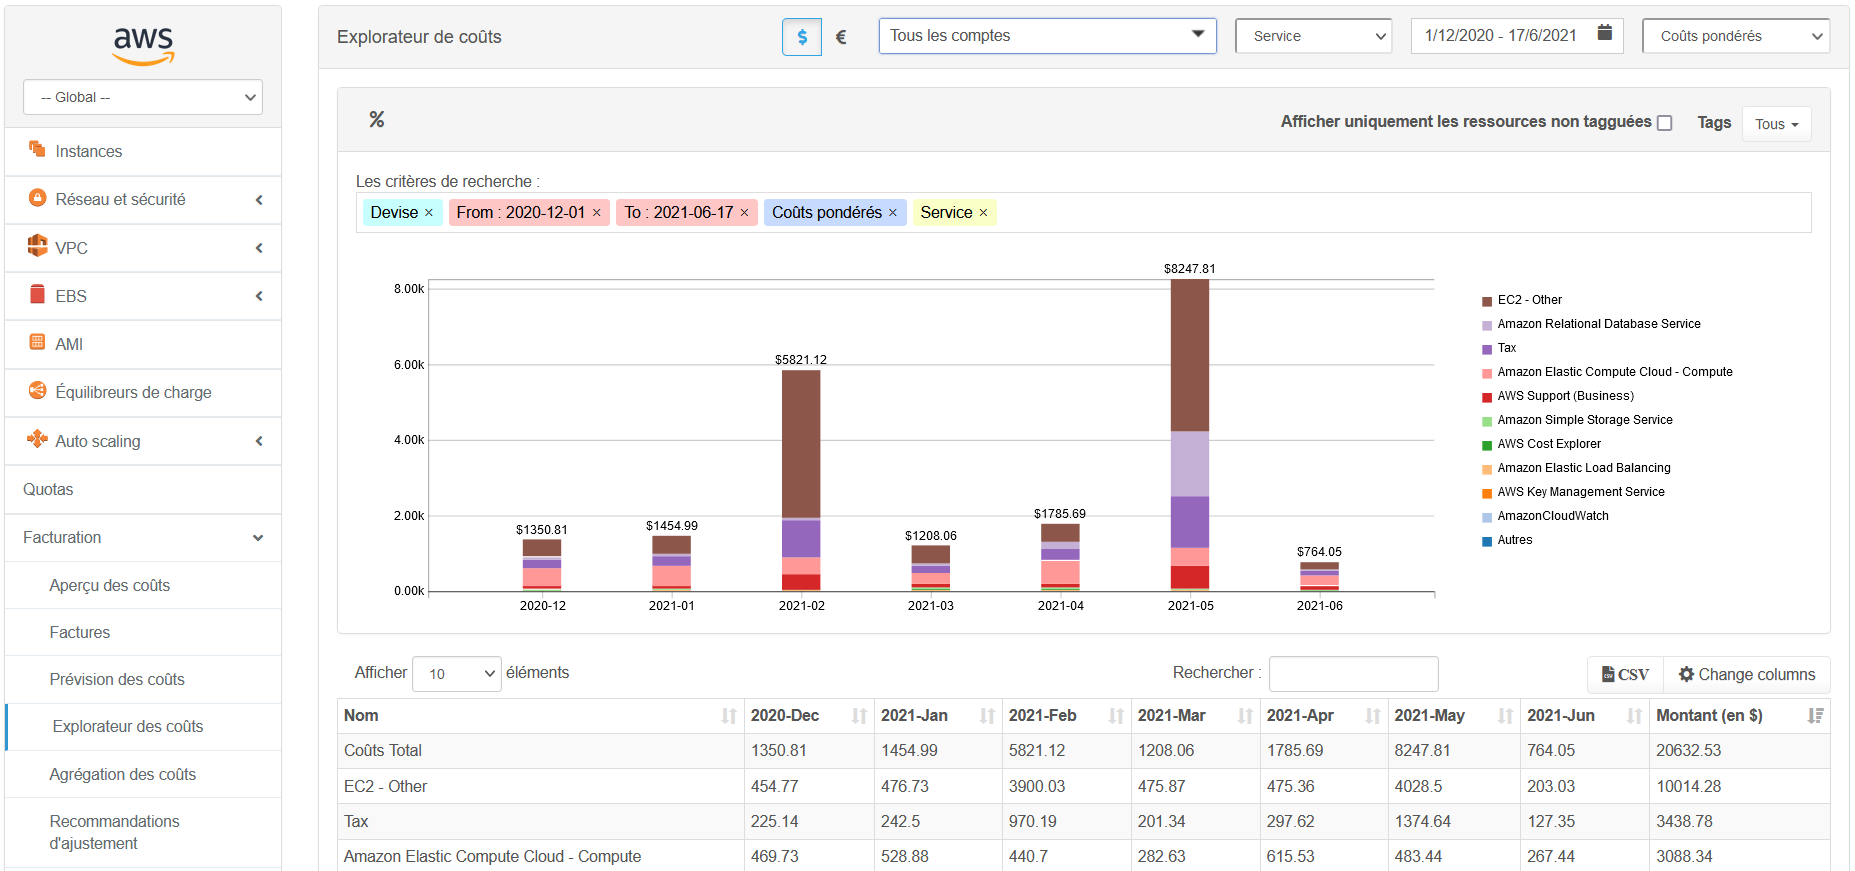 aws
-- Global --
Instances
Réseau et sécurité
VPC
EBS
AMI
Équilibreurs de charge
Auto scaling
Quotas
Facturation
Aperçu des coûts
Factures
Prévision des coûts
Explorateur des coûts
Agrégation des coûts
Recommandations
d'ajustement
Explorateur de coûts
$ €
Tous les comptes
Service
1/12/2020 - 17/6/2021
Coûts pondérés
%
Afficher uniquement les ressources non tagguées
Tags
Tous
Les critères de recherche :
Devise × From : 2020-12-01 × To : 2021-06-17 × Coûts pondérés × Service ×
8.00k
6.00k
4.00k
2.00k
0.00k
$1350.81
$1454.99
$5821.12
$1208.06
$1785.69
$8247.81
$764.05
2020-12 2021-01 2021-02 2021-03 2021-04 2021-05 2021-06
EC2 - Other
Amazon Relational Database Service
Tax
Amazon Elastic Compute Cloud - Compute
AWS Support (Business)
Amazon Simple Storage Service
AWS Cost Explorer
Amazon Elastic Load Balancing
AWS Key Management Service
AmazonCloudWatch
Autres
Afficher 10 éléments
Rechercher :
CSV
Change columns
Nom 2020-Dec 2021-Jan 2021-Feb 2021-Mar 2021-Apr 2021-May 2021-Jun Montant (en $)
Coûts Total 1350.81 1454.99 5821.12 1208.06 1785.69 8247.81 764.05 20632.53
EC2 - Other 454.77 476.73 3900.03 475.87 475.36 4028.5 203.03 10014.28
Tax 225.14 242.5 970.19 201.34 297.62 1374.64 127.35 3438.78
Amazon Elastic Compute Cloud - Compute 469.73 528.88 440.7 282.63 615.53 483.44 267.44 3088.34